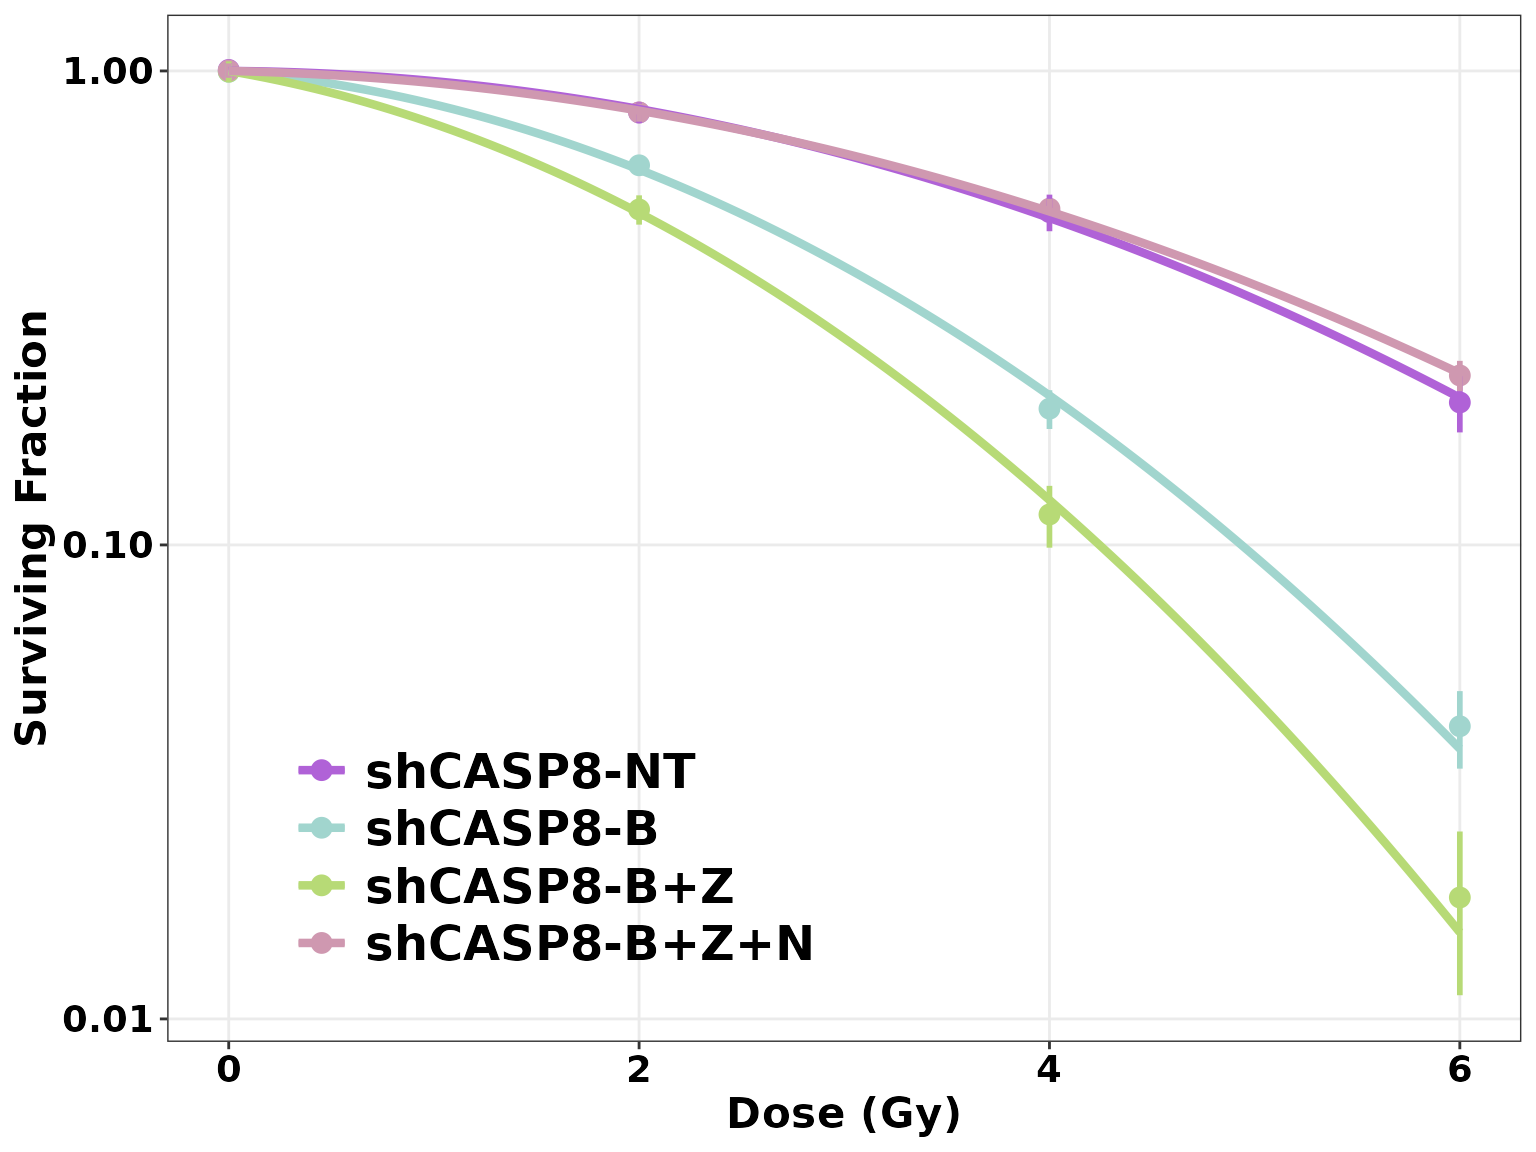 Surviving Fraction
1.00
0.10
0.01
shCASP8-NT
shCASP8-B
shCASP8-B+Z
shCASP8-B+Z+N
0 2 4 6
Dose (Gy)